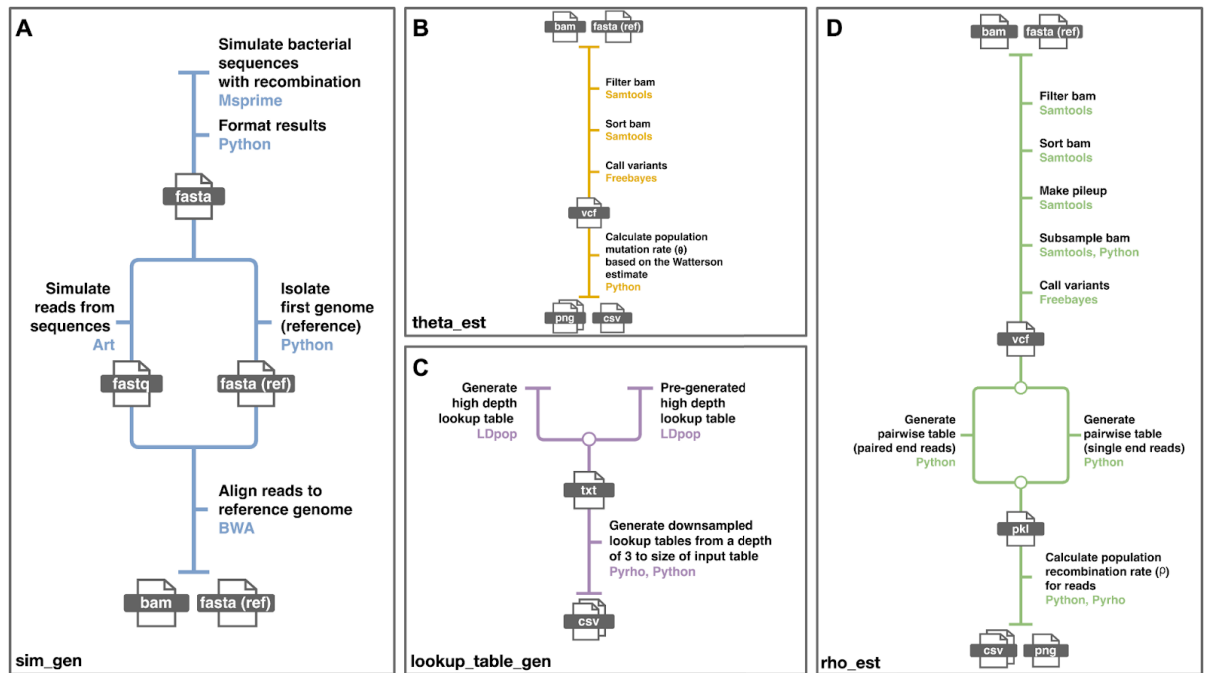 A
Simulate bacterial
sequences
with recombination
Msprime
Format results
Python
fasta
Simulate
reads from
sequences
Art
Isolate
first genome
(reference)
Python
fastq
fasta (ref)
Align reads to
reference genome
BWA
bam
fasta (ref)
sim_gen
B
bam
fasta (ref)
Filter bam
Samtools
Sort bam
Samtools
Call variants
Freebayes
vcf
Calculate population
mutation rate (θ)
based on the Watterson
estimate
Python
png
csv
theta_est
C
Generate
high depth
lookup table
LDpop
Pre-generated
high depth
lookup table
LDpop
txt
Generate downsampled
lookup tables from a depth
of 3 to size of input table
Pyrho, Python
csv
lookup_table_gen
D
bam
fasta (ref)
Filter bam
Samtools
Sort bam
Samtools
Make pileup
Samtools
Subsample bam
Samtools, Python
Call variants
Freebayes
vcf
Generate
pairwise table
(paired end reads)
Python
Generate
pairwise table
(single end reads)
Python
pkl
Calculate population
recombination rate (ρ)
for reads
Python, Pyrho
csv
png
rho_est